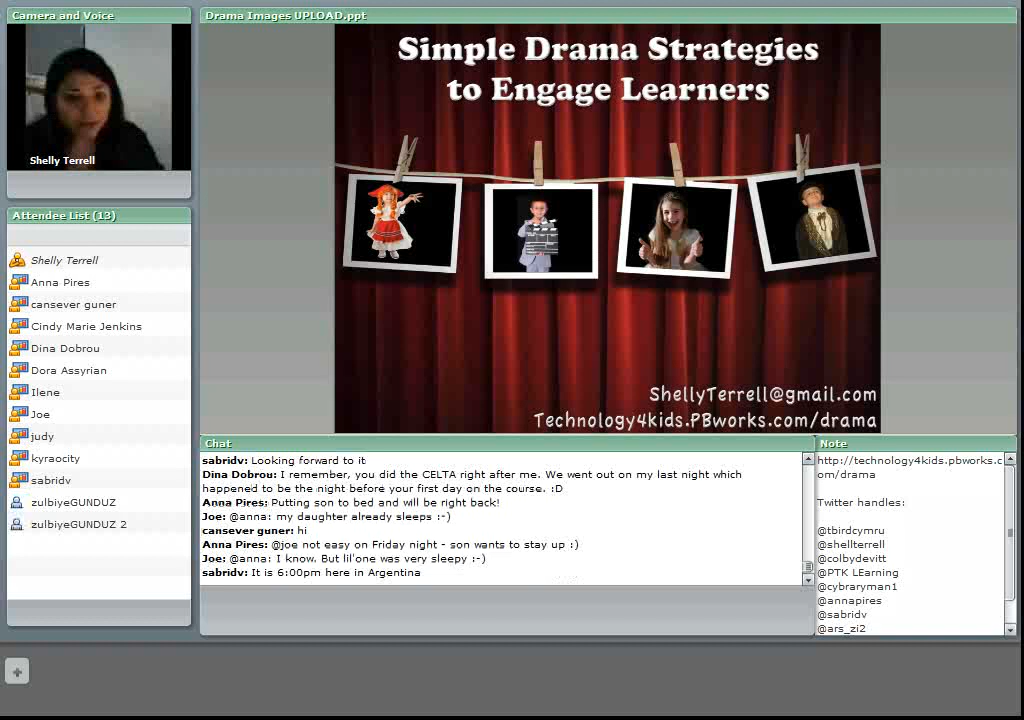 Camera and Voice
Shelly Terrell
Attendee List (13)
Shelly Terrell
Anna Pires
cansever guner
Cindy Marie Jenkins
Dina Dobrou
Dora Assyrian
Ilene
Joe
judy
kyraocity
sabridv
zulbiyeGUNDUZ
zulbiyeGUNDUZ 2
Drama Images UPLOAD.ppt
Simple Drama Strategies
to Engage Learners
ShellyTerrell@gmail.com
Technology4kids.PBworks.com/drama
Chat
sabridv: Looking forward to it
Dina Dobrou: I remember, you did the CELTA right after me. We went out on my last night which
happened to be the night before your first day on the course. :D
Anna Pires: Putting son to bed and will be right back!
Joe: @anna: my daughter already sleeps :-)
cansever guner: hi
Anna Pires: @joe not easy on Friday night - son wants to stay up :)
Joe: @anna: I know. But lil'one was very sleepy :-)
sabridv: It is 6:00pm here in Argentina
Note
http://technology4kids.pbworks.c
om/drama
Twitter handles:
@tbirdcymru
@shellterrell
@colbydevitt
@PTK LEarning
@cybraryman1
@annapires
@sabridv
@ars_zi2